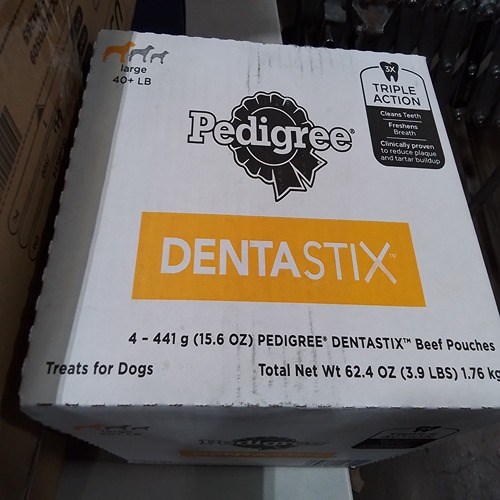 large
40+ LB
3X
TRIPLE
ACTION
Cleans Teeth
Freshens
Breath
Clinically proven
to reduce plaque
and tartar buildup
Pedigree®
DENTASTIX™
4 - 441 g (15.6 OZ) PEDIGREE® DENTASTIX™ Beef Pouches
Treats for Dogs
Total Net Wt 62.4 OZ (3.9 LBS) 1.76 kg